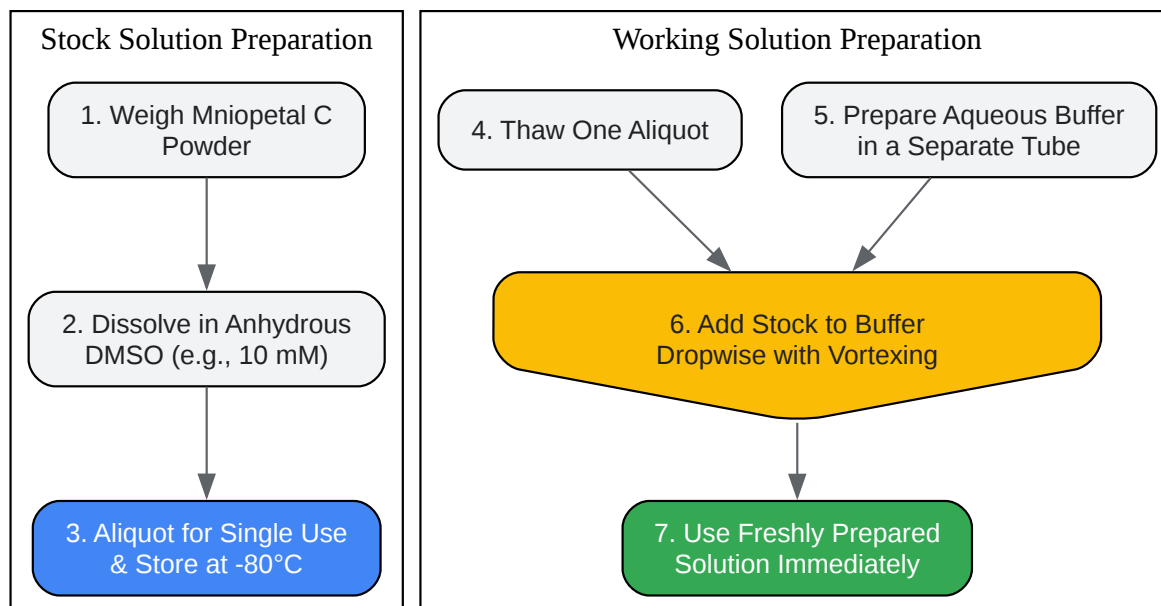 Stock Solution Preparation
1. Weigh Mniopetal C
Powder
2. Dissolve in Anhydrous
DMSO (e.g., 10 mM)
3. Aliquot for Single Use
& Store at -80°C
Working Solution Preparation
4. Thaw One Aliquot
5. Prepare Aqueous Buffer
in a Separate Tube
6. Add Stock to Buffer
Dropwise with Vortexing
7. Use Freshly Prepared
Solution Immediately